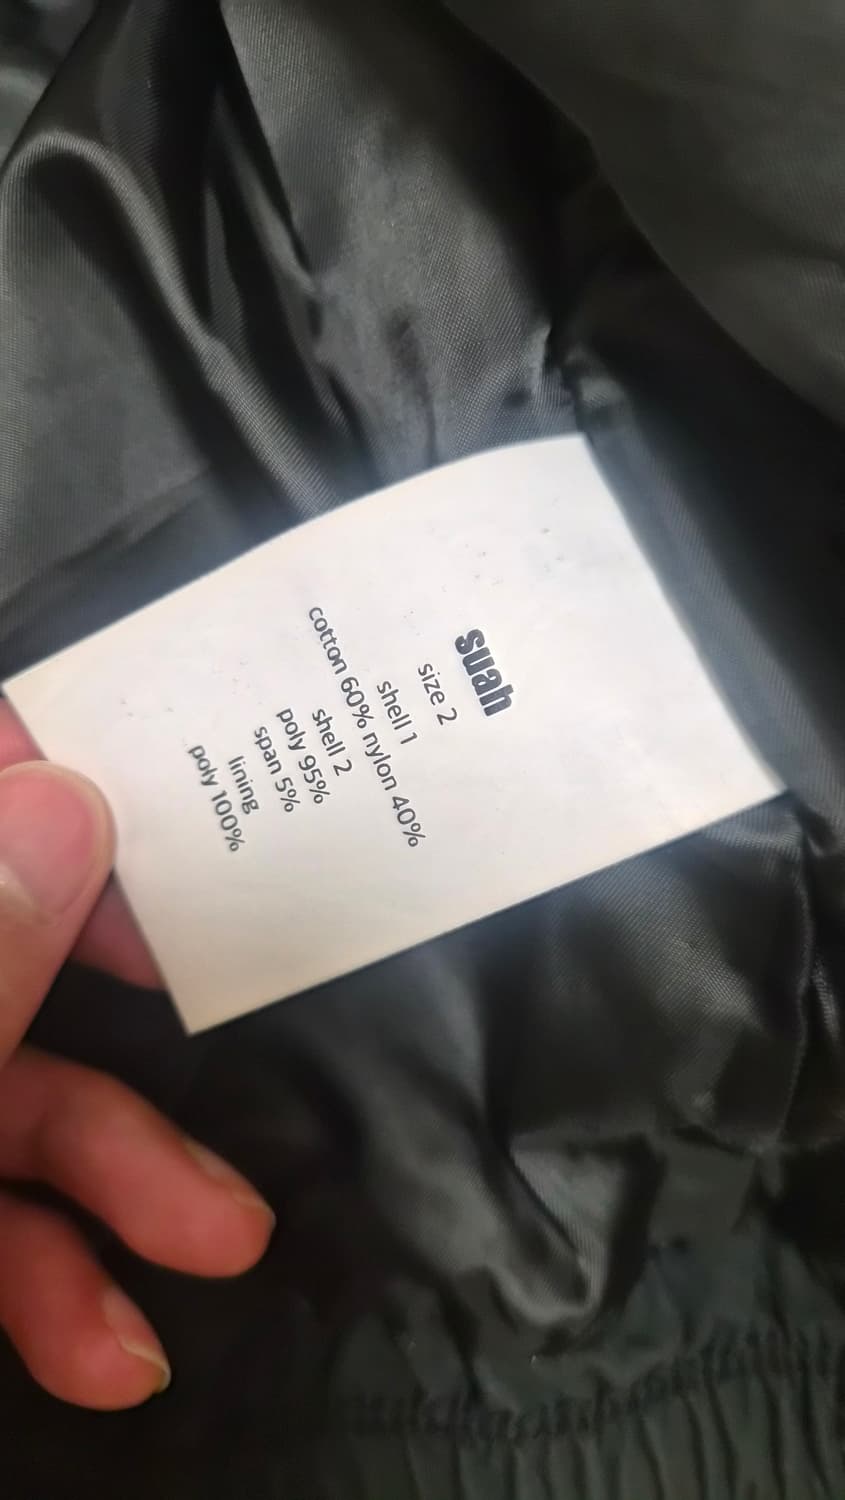 suah
size 2
shell 1
cotton 60% nylon 40%
shell 2
poly 95%
span 5%
lining
poly 100%